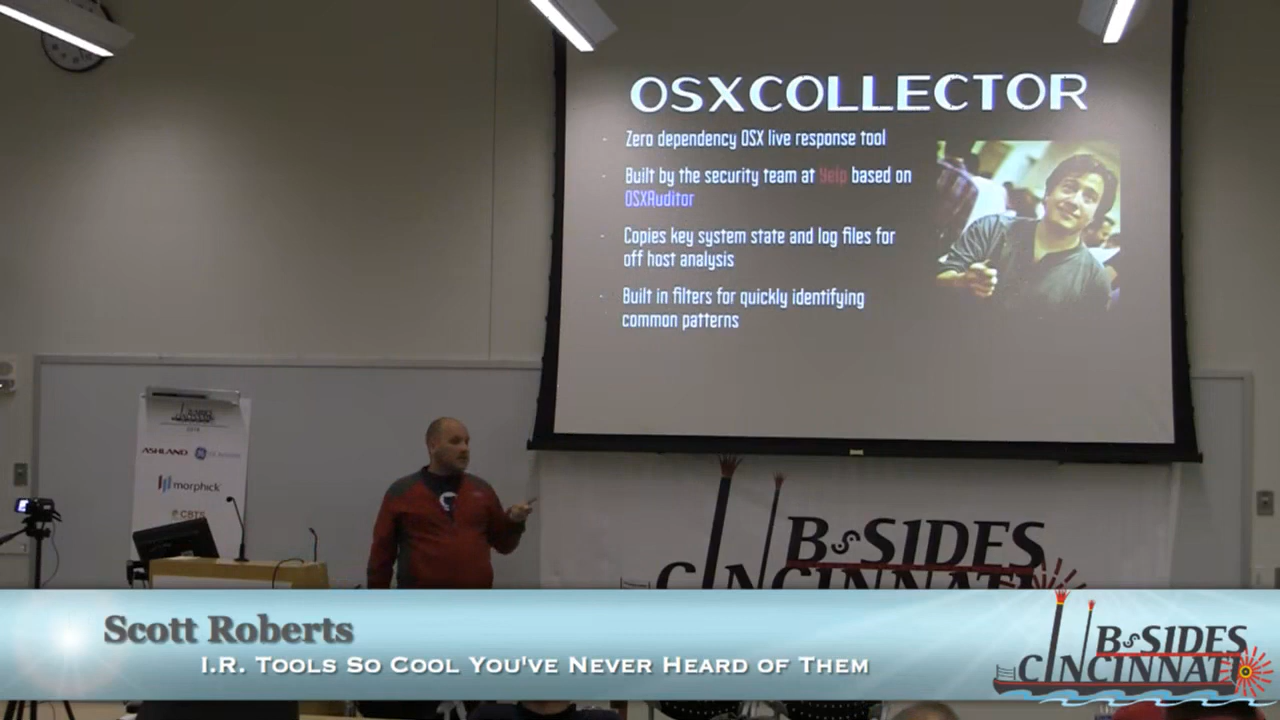 OSXCOLLECTOR
- Zero dependency OSX live response tool
- Built by the security team at Yelp based on
OSXAuditor
- Copies key system state and log files for
off host analysis
- Built in filters for quickly identifying
common patterns
ASHLAND
morphick
CBTS
B-SIDES
CINCINNATI
Scott Roberts
I.R. Tools So Cool You've Never Heard of Them
B-SIDES
CINCINNATI